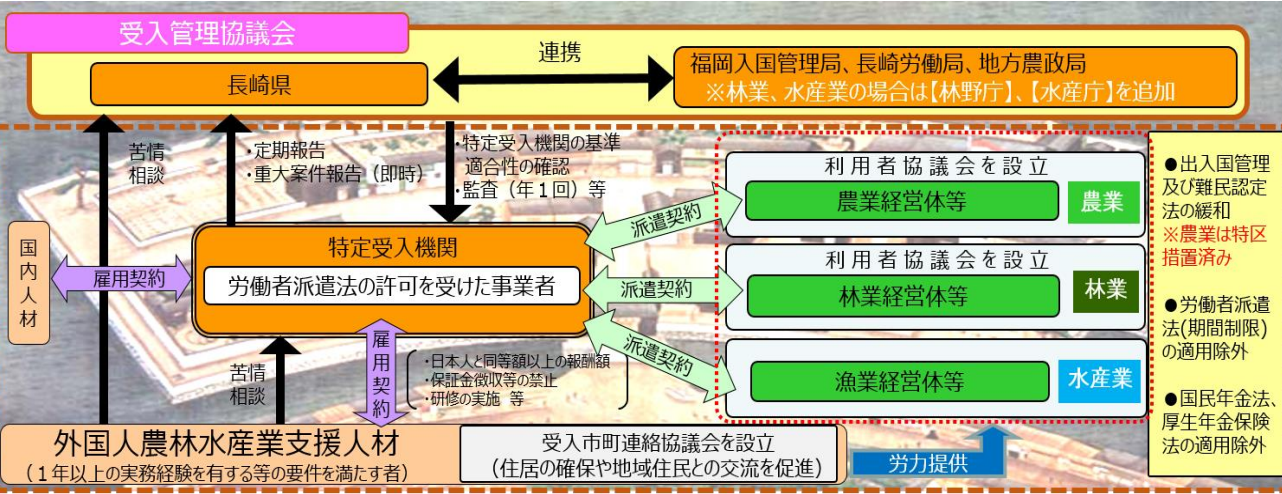 受入管理協議会
長崎県
連携
福岡入国管理局、長崎労働局、地方農政局
※林業、水産業の場合は【林野庁】、【水産庁】を追加
苦情
相談
・定期報告
・重大案件報告（即時）
・特定受入機関の基準
適合性の確認
・監査（年１回）等
国内人材
雇用契約
特定受入機関
労働者派遣法の許可を受けた事業者
派遣契約
派遣契約
派遣契約
利用者協議会を設立
農業経営体等
農業
利用者協議会を設立
林業経営体等
林業
漁業経営体等
水産業
●出入国管理
及び難民認定
法の緩和
※農業は特区
措置済み
●労働者派遣
法(期間制限)
の適用除外
●国民年金法、
厚生年金保険
法の適用除外
苦情
相談
雇用契約
・日本人と同等額以上の報酬額
・保証金徴収等の禁止
・研修の実施 等
外国人農林水産業支援人材
（１年以上の実務経験を有する等の要件を満たす者）
受入市町連絡協議会を設立
(住居の確保や地域住民との交流を促進)
労力提供